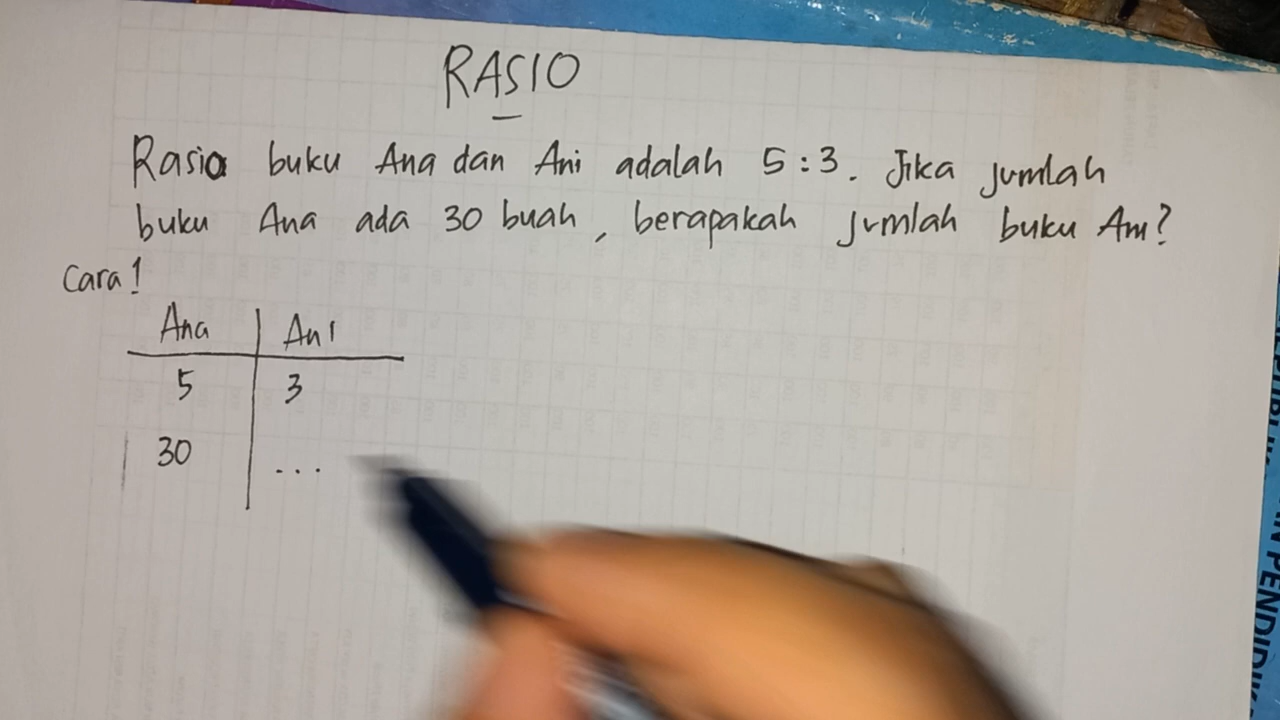 RASIO
Rasio buku Ana dan Ani adalah 5 : 3. Jika jumlah
buku Ana ada 30 buah, berapakah jumlah buku Ani?
Cara 1
Ana Ani
5 3
30 ...